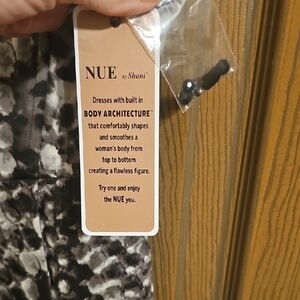 NUE by Shani™
Dresses with built in
BODY ARCHITECTURE™
that comfortably shapes
and smoothes a
woman's body from
top to bottom
creating a flawless figure.
Try one and enjoy
the NUE you.